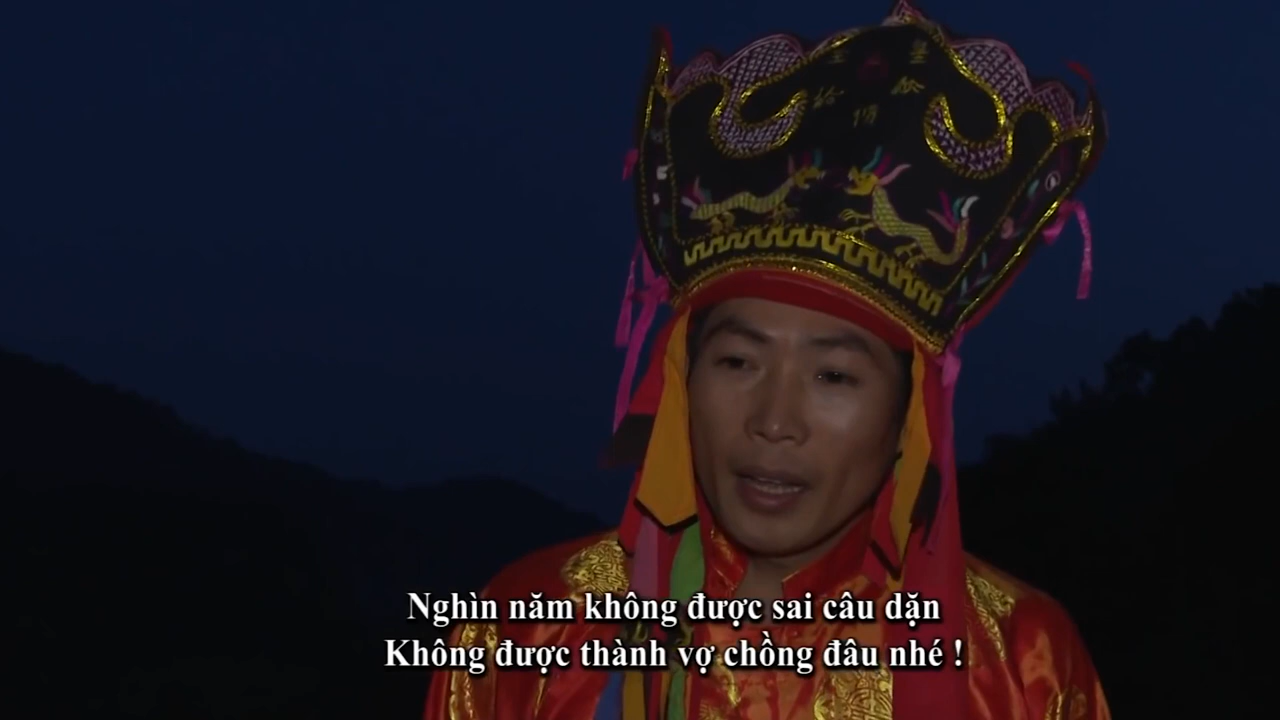 Nghìn năm không được sai câu dặn
Không được thành vợ chồng đâu nhé !